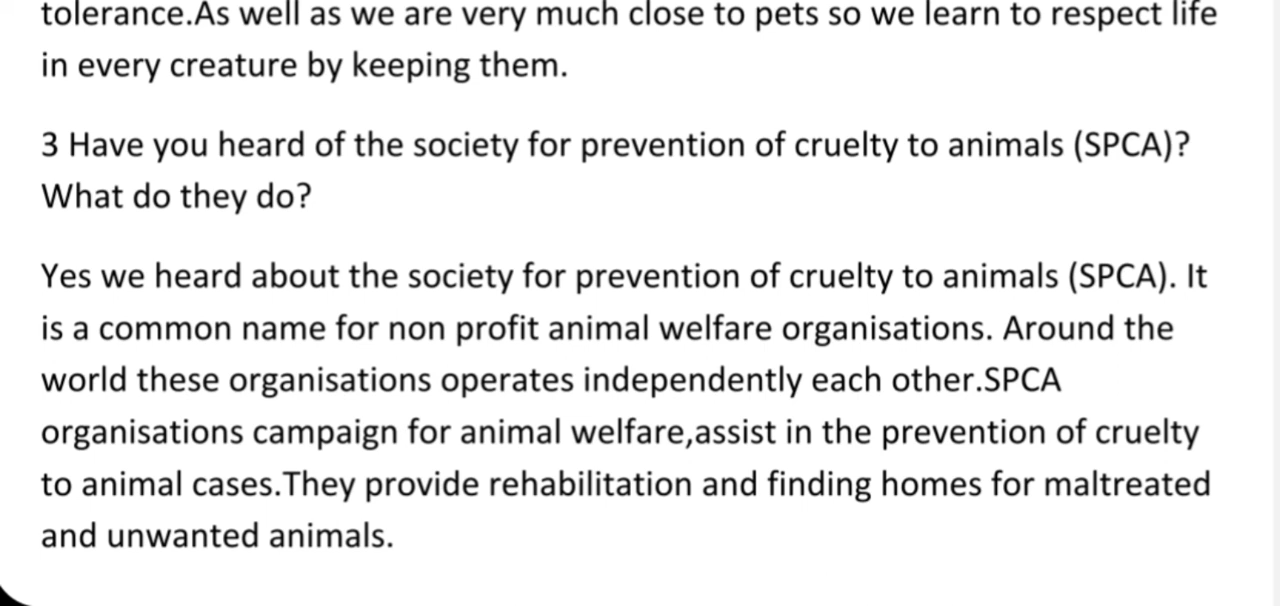 tolerance.As well as we are very much close to pets so we learn to respect life
in every creature by keeping them.
3 Have you heard of the society for prevention of cruelty to animals (SPCA)?
What do they do?
Yes we heard about the society for prevention of cruelty to animals (SPCA). It
is a common name for non profit animal welfare organisations. Around the
world these organisations operates independently each other.SPCA
organisations campaign for animal welfare,assist in the prevention of cruelty
to animal cases.They provide rehabilitation and finding homes for maltreated
and unwanted animals.